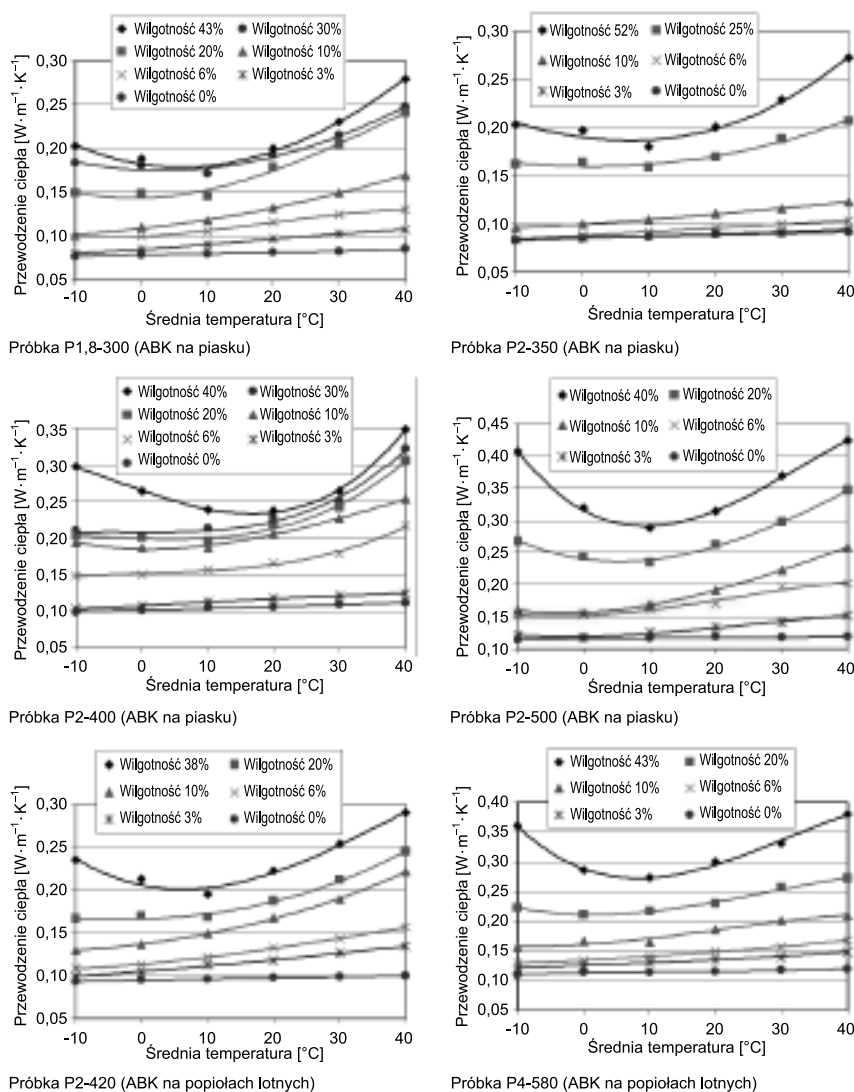 Wilgotność 43% Wilgotność 30%
Wilgotność 20% Wilgotność 10%
Wilgotność 6% Wilgotność 3%
Wilgotność 0%
Przewodzenie ciepła [W·m⁻¹·K⁻¹]
0,30
0,25
0,20
0,15
0,10
0,05
-10 0 10 20 30 40
Średnia temperatura [°C]
Próbka P1,8-300 (ABK na piasku)
Wilgotność 52% Wilgotność 25%
Wilgotność 10% Wilgotność 6%
Wilgotność 3% Wilgotność 0%
Przewodzenie ciepła [W·m⁻¹·K⁻¹]
0,30
0,25
0,20
0,15
0,10
0,05
-10 0 10 20 30 40
Średnia temperatura [°C]
Próbka P2-350 (ABK na piasku)
Wilgotność 40% Wilgotność 30%
Wilgotność 20% Wilgotność 10%
Wilgotność 6% Wilgotność 3%
Wilgotność 0%
Przewodzenie ciepła [W·m⁻¹·K⁻¹]
0,35
0,30
0,25
0,20
0,15
0,10
0,05
-10 0 10 20 30 40
Średnia temperatura [°C]
Próbka P2-400 (ABK na piasku)
Wilgotność 40% Wilgotność 20%
Wilgotność 10% Wilgotność 6%
Wilgotność 3% Wilgotność 0%
Przewodzenie ciepła [W·m⁻¹·K⁻¹]
0,45
0,40
0,35
0,30
0,25
0,20
0,15
0,10
-10 0 10 20 30 40
Średnia temperatura [°C]
Próbka P2-500 (ABK na piasku)
Wilgotność 38% Wilgotność 20%
Wilgotność 10% Wilgotność 6%
Wilgotność 3% Wilgotność 0%
Przewodzenie ciepła [W·m⁻¹·K⁻¹]
0,30
0,25
0,20
0,15
0,10
0,05
-10 0 10 20 30 40
Średnia temperatura [°C]
Próbka P2-420 (ABK na popiołach lotnych)
Wilgotność 43% Wilgotność 20%
Wilgotność 10% Wilgotność 6%
Wilgotność 3% Wilgotność 0%
Przewodzenie ciepła [W·m⁻¹·K⁻¹]
0,40
0,35
0,30
0,25
0,20
0,15
0,10
0,05
-10 0 10 20 30 40
Średnia temperatura [°C]
Próbka P4-580 (ABK na popiołach lotnych)